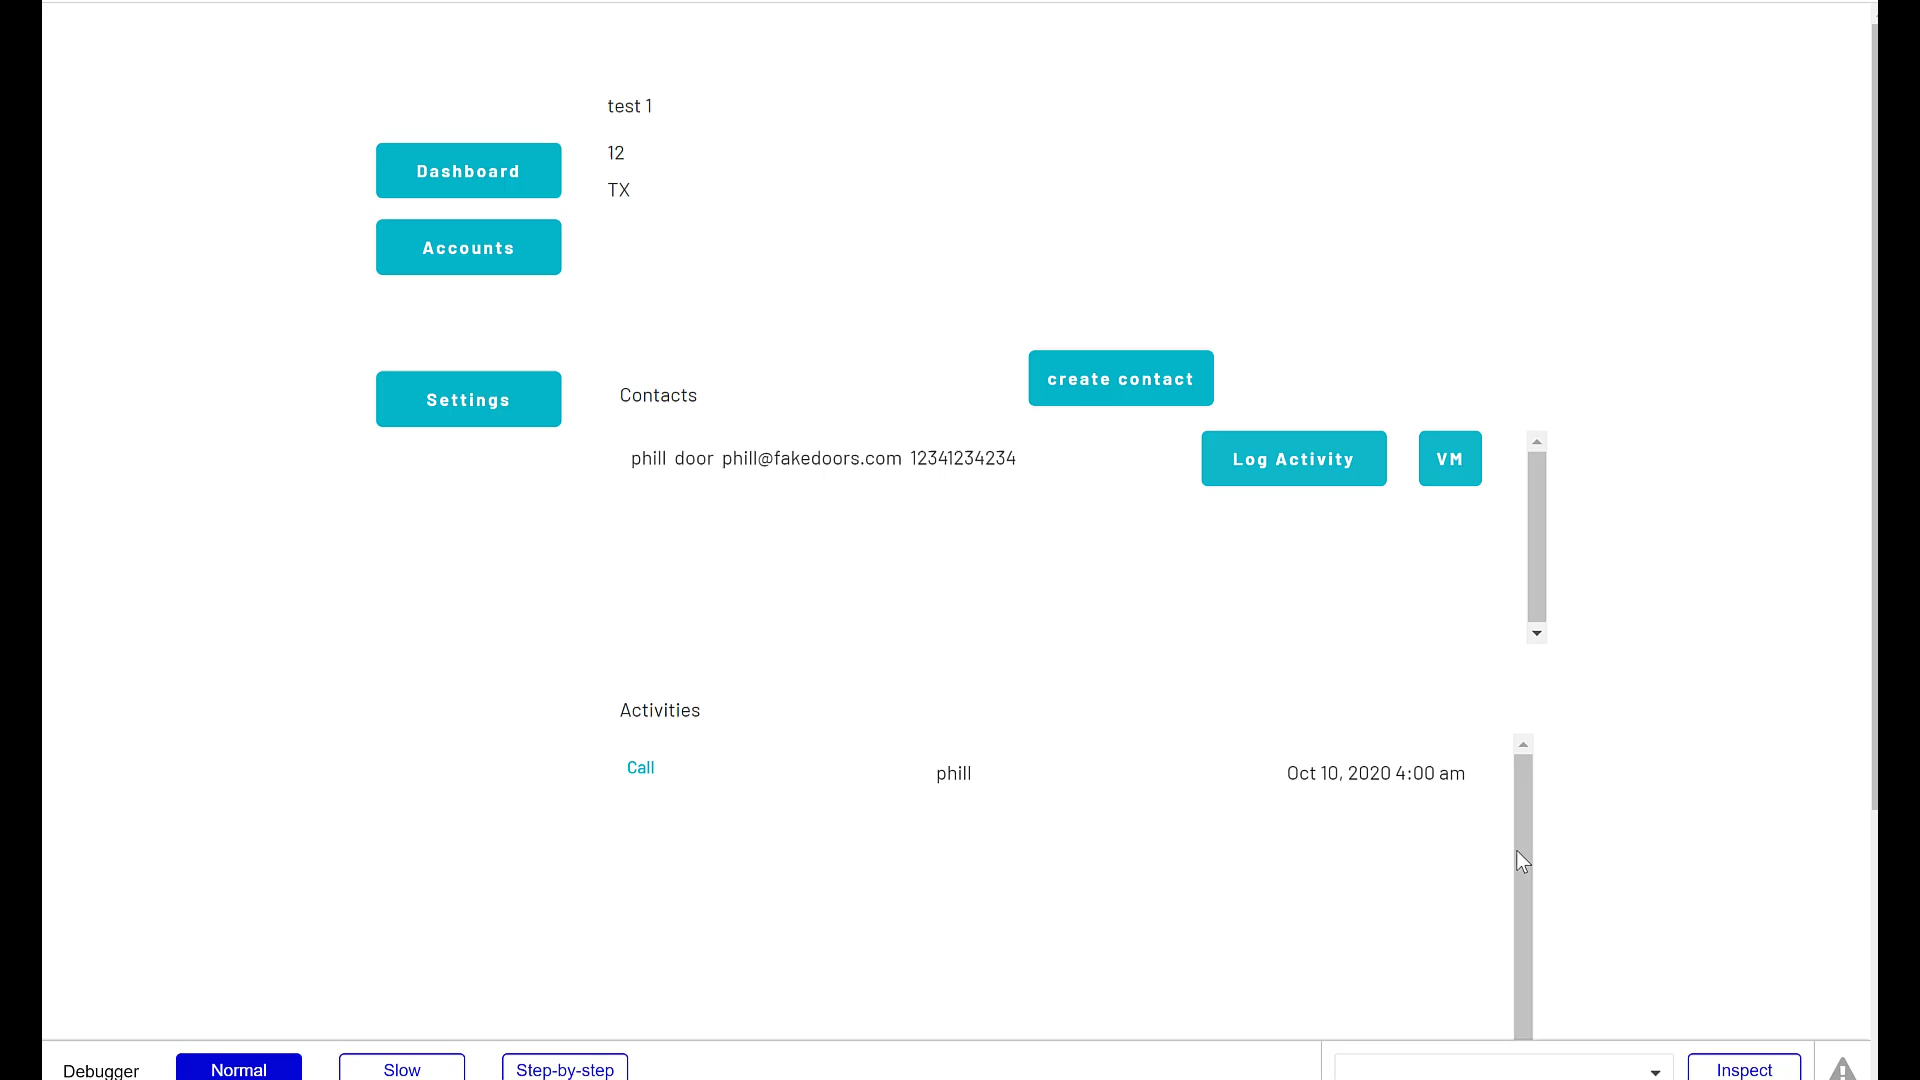 test 1
12
Dashboard
TX
Accounts
create contact
Contacts
Settings
phill door phill@fakedoors.com 12341234234
Log Activity
VM
Activities
Call
phill
Oct 10, 2020 4:00 am
Debugger
Normal
Slow
Step-by-step
Inspect